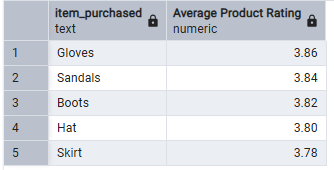 item_purchased Average Product Rating
text numeric
1 Gloves 3.86
2 Sandals 3.84
3 Boots 3.82
4 Hat 3.80
5 Skirt 3.78